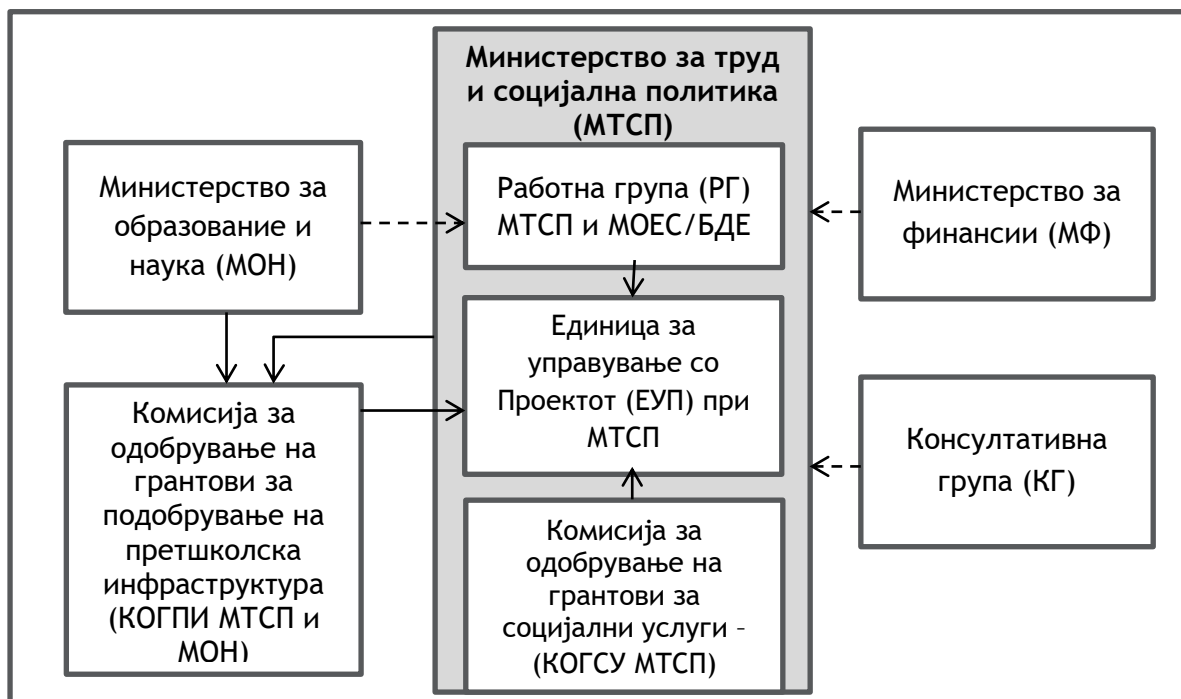 Министерство за труд
и социјална политика
(МТСП)
Министерство за
образование и
наука (МОН)
Работна група (РГ)
МТСП и МОЕС/БДЕ
Министерство за
финансии (МФ)
Единица за
управување со
Проектот (ЕУП) при
МТСП
Комисија за
одобрување на
грантови за
подобрување на
претшколска
инфраструктура
(КОГПИ МТСП и
МОН)
Консултативна
група (КГ)
Комисија за
одобрување на
грантови за
социјални услуги -
(КОГСУ МТСП)